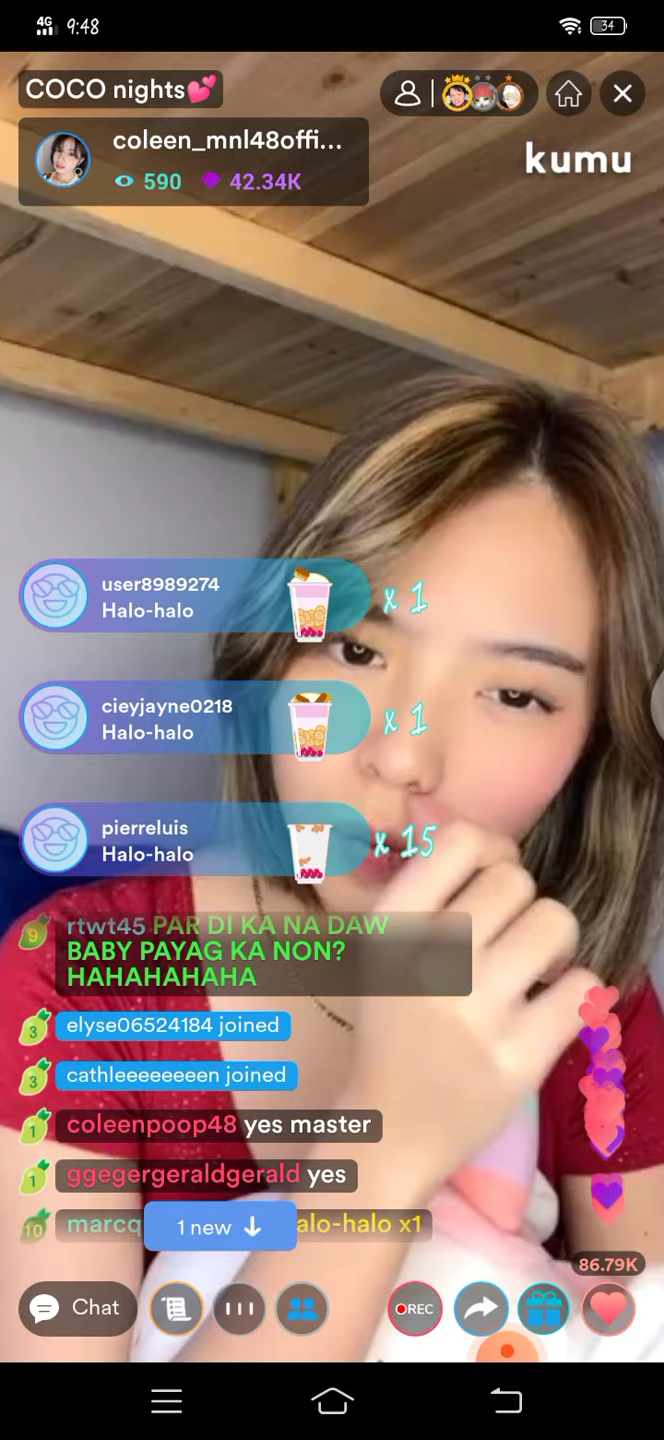 4G 9:48 34
COCO nights💕
coleen_mnl48offi...
590 42.34K
kumu
user8989274
Halo-halo
x 1
cieyjayne0218
Halo-halo
x 1
pierreluis
Halo-halo
x 15
9 rtwt45 PAR DI KA NA DAW
BABY PAYAG KA NON?
HAHAHAHAHA
3 elyse06524184 joined
3 cathleeeeeeeen joined
1 coleenpoop48 yes master
1 ggegergeraldgerald yes
10 marcq 1 new ↓ alo-halo x1
86.79K
Chat REC